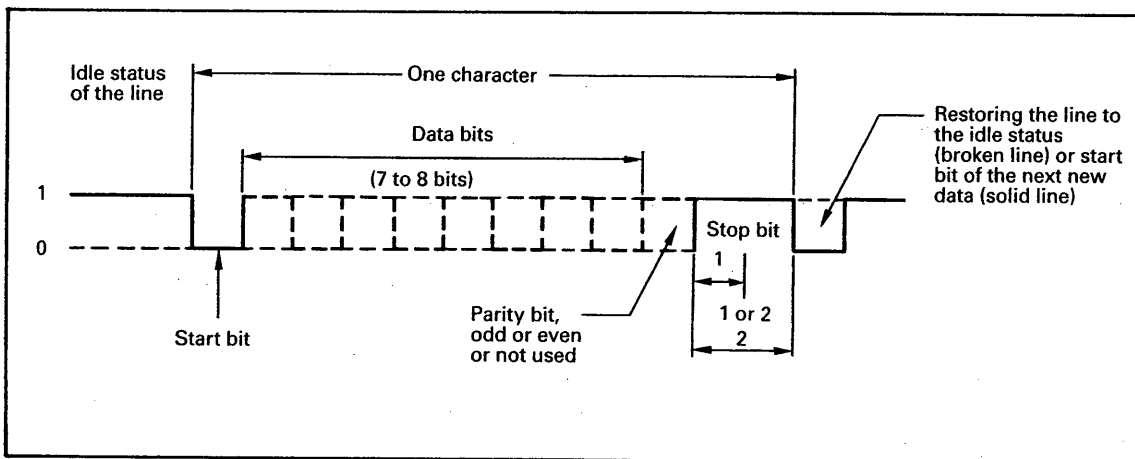 Idle status
of the line
One character
Data bits
(7 to 8 bits)
Restoring the line to
the idle status
(broken line) or start
bit of the next new
data (solid line)
1
0
Stop bit
1
1 or 2
2
Start bit
Parity bit,
odd or even
or not used